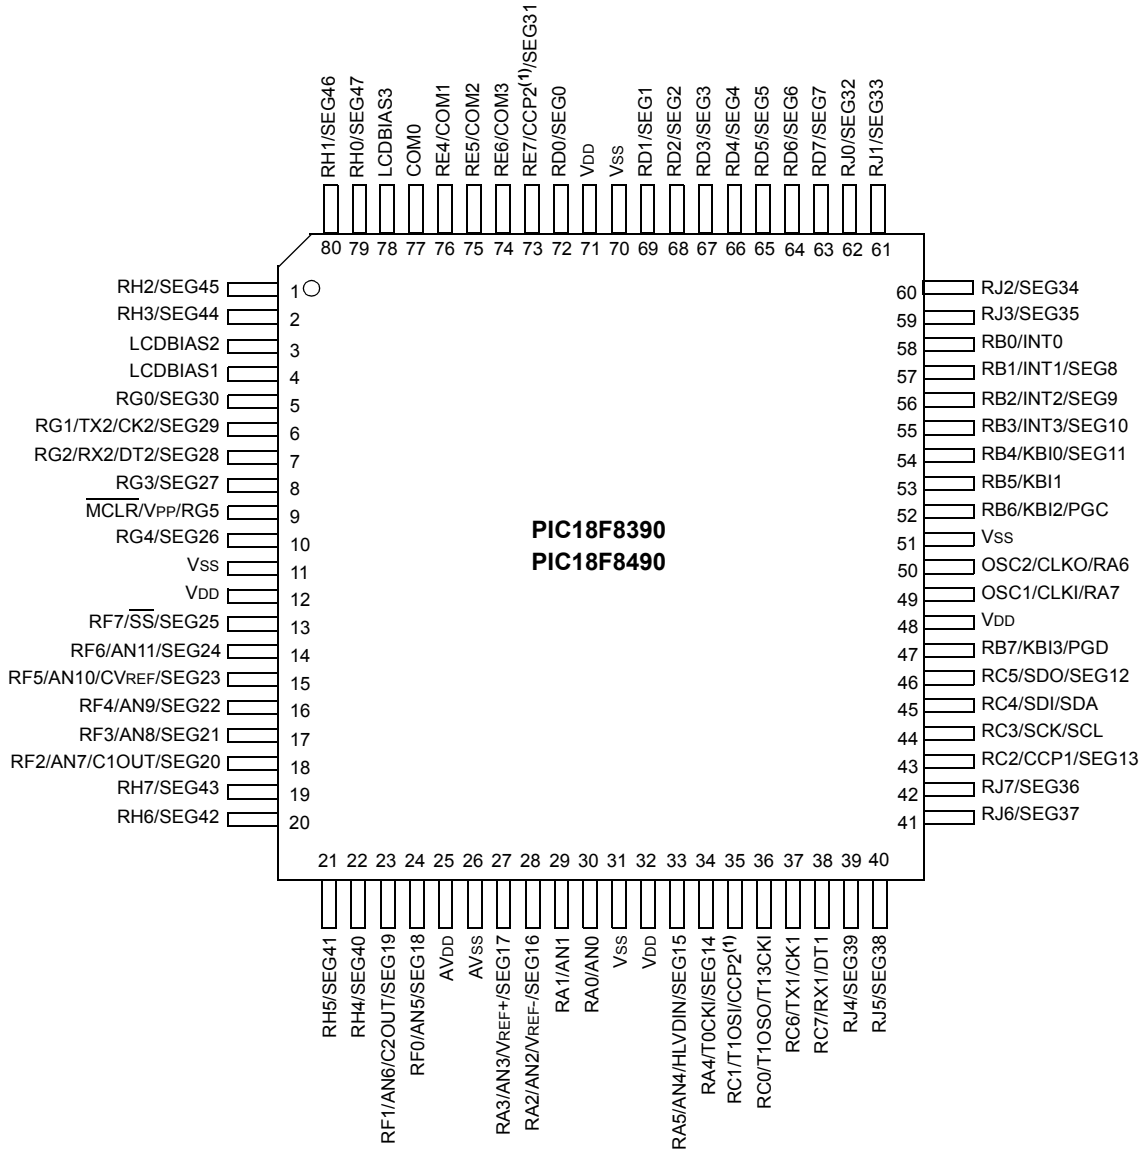 RH1/SEG46
RH0/SEG47
LCDBIAS3
COM0
RE4/COM1
RE5/COM2
RE6/COM3
RE7/CCP2(1)/SEG31
RD0/SEG0
VDD
VSS
RD1/SEG1
RD2/SEG2
RD3/SEG3
RD4/SEG4
RD5/SEG5
RD6/SEG6
RD7/SEG7
RJ0/SEG32
RJ1/SEG33
80 79 78 77 76 75 74 73 72 71 70 69 68 67 66 65 64 63 62 61
RH2/SEG45 1
RH3/SEG44 2
LCDBIAS2 3
LCDBIAS1 4
RG0/SEG30 5
RG1/TX2/CK2/SEG29 6
RG2/RX2/DT2/SEG28 7
RG3/SEG27 8
MCLR/VPP/RG5 9
RG4/SEG26 10
VSS 11
VDD 12
RF7/SS/SEG25 13
RF6/AN11/SEG24 14
RF5/AN10/CVREF/SEG23 15
RF4/AN9/SEG22 16
RF3/AN8/SEG21 17
RF2/AN7/C1OUT/SEG20 18
RH7/SEG43 19
RH6/SEG42 20
PIC18F8390
PIC18F8490
60 RJ2/SEG34
59 RJ3/SEG35
58 RB0/INT0
57 RB1/INT1/SEG8
56 RB2/INT2/SEG9
55 RB3/INT3/SEG10
54 RB4/KBI0/SEG11
53 RB5/KBI1
52 RB6/KBI2/PGC
51 VSS
50 OSC2/CLKO/RA6
49 OSC1/CLKI/RA7
48 VDD
47 RB7/KBI3/PGD
46 RC5/SDO/SEG12
45 RC4/SDI/SDA
44 RC3/SCK/SCL
43 RC2/CCP1/SEG13
42 RJ7/SEG36
41 RJ6/SEG37
21 22 23 24 25 26 27 28 29 30 31 32 33 34 35 36 37 38 39 40
RH5/SEG41
RH4/SEG40
RF1/AN6/C2OUT/SEG19
RF0/AN5/SEG18
AVDD
AVSS
RA3/AN3/VREF+/SEG17
RA2/AN2/VREF-/SEG16
RA1/AN1
RA0/AN0
VSS
VDD
RA5/AN4/HLVDIN/SEG15
RA4/T0CKI/SEG14
RC1/T1OSI/CCP2(1)
RC0/T1OSO/T13CKI
RC6/TX1/CK1
RC7/RX1/DT1
RJ4/SEG39
RJ5/SEG38